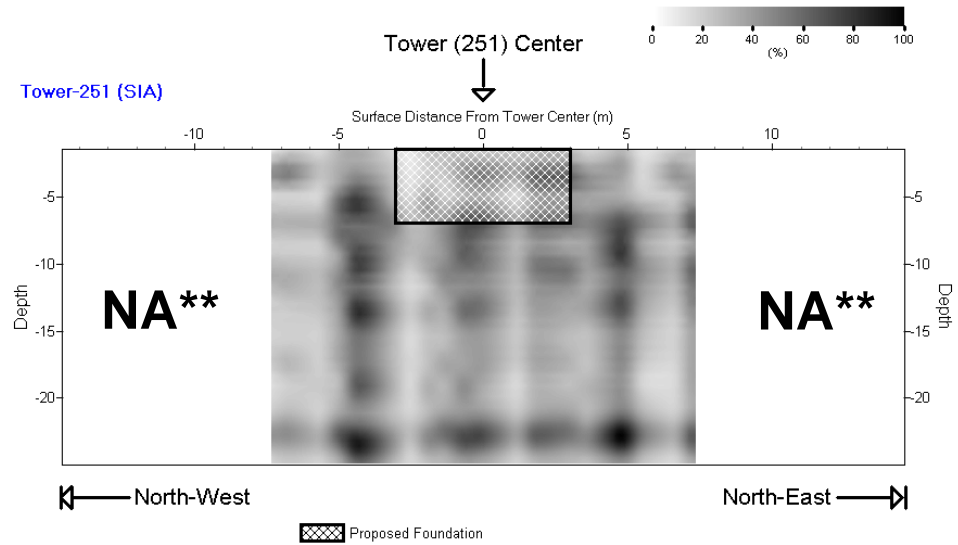 0 20 40 60 80 100
(%)
Tower (251) Center
Tower-251 (SIA)
Surface Distance From Tower Center (m)
-10 -5 0 5 10
-5 -5
-10 -10
-15 -15
-20 -20
Depth
Depth
NA**
NA**
North-West
North-East
Proposed Foundation